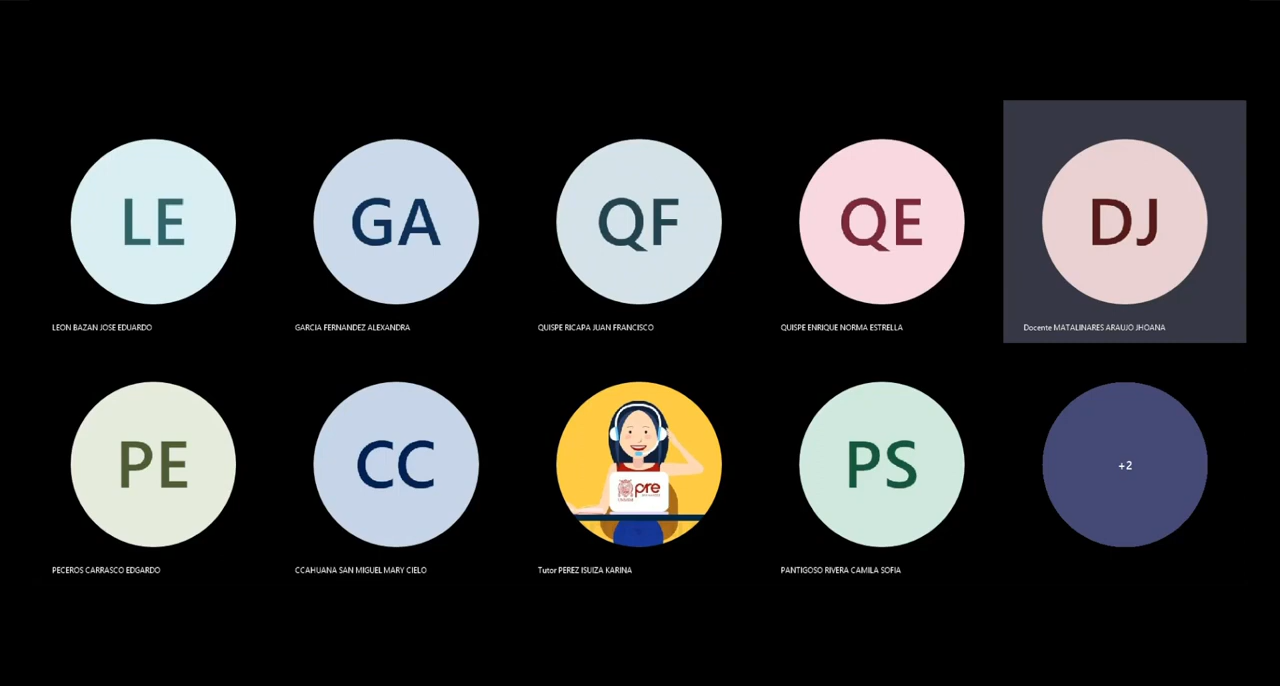 LE
GA
QF
QE
DJ
LEON BAZAN JOSE EDUARDO
GARCIA FERNANDEZ ALEXANDRA
QUISPE RICAPA JUAN FRANCISCO
QUISPE ENRIQUE NORMA ESTRELLA
Docente MATALINARES ARAUJO JHOANA
PE
CC
pre
PS
+2
PECEROS CARRASCO EDGARDO
CCAHUANA SAN MIGUEL MARY CIELO
Tutor PEREZ ISUIZA KARINA
PANTIGOSO RIVERA CAMILA SOFIA